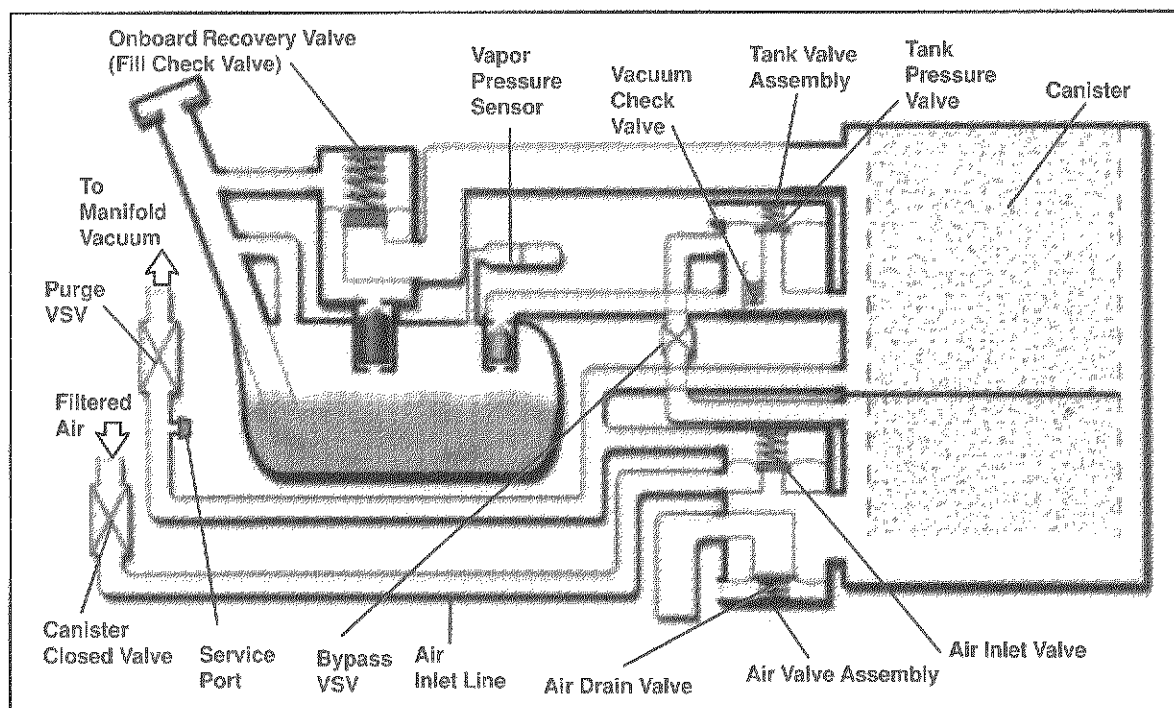 Onboard Recovery Valve
(Fill Check Valve)
Vapor
Pressure
Sensor
Vacuum
Check
Valve
Tank Valve
Assembly
Tank
Pressure
Valve
Canister
To
Manifold
Vacuum
Purge
VSV
Filtered
Air
Canister
Closed Valve
Service
Port
Bypass
VSV
Air
Inlet Line
Air Drain Valve
Air Valve Assembly
Air Inlet Valve